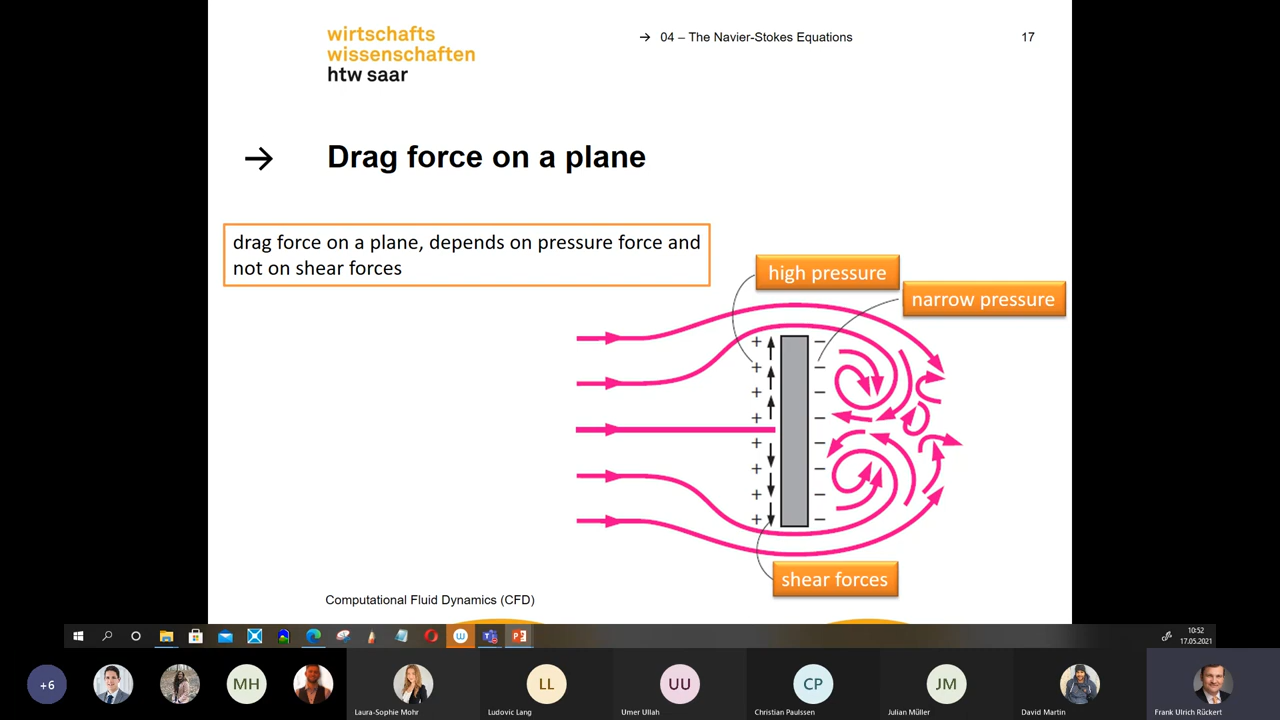 wirtschafts
wissenschaften
htw saar
→ 04 – The Navier-Stokes Equations
17
→ Drag force on a plane
drag force on a plane, depends on pressure force and
not on shear forces
high pressure
narrow pressure
+ −
+ −
+ −
+ −
+ −
+ −
+ −
+ −
shear forces
Computational Fluid Dynamics (CFD)
10:52
17.05.2021
+6
MH
LL
UU
CP
JM
Laura-Sophie Mohr
Ludovic Lang
Umer Ullah
Christian Paulssen
Julian Müller
David Martin
Frank Ulrich Rückert